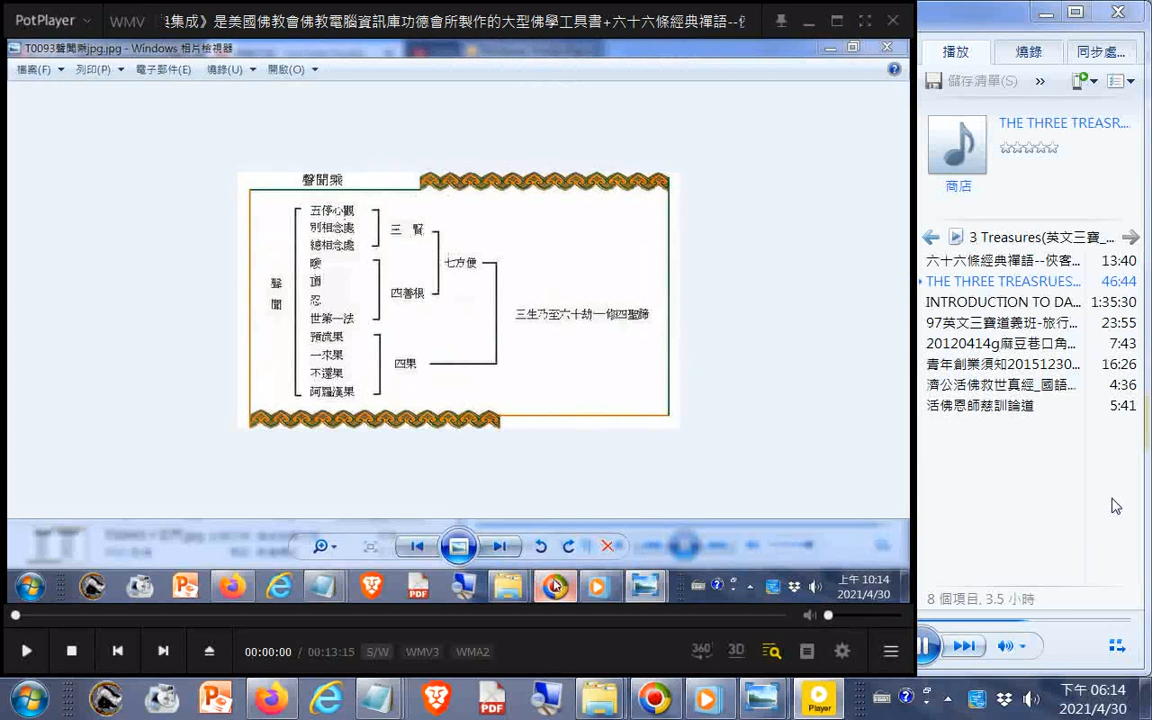 PotPlayer
WMV
集成》是美國佛教會佛教電腦資訊庫功德會所製作的大型佛學工具書+六十六條經典禪語--
T0093聲聞乘jpg.jpg - Windows 相片檢視器
檔案(F) 列印(P) 電子郵件(E) 燒錄(U) 開啟(O)
聲聞乘
聲聞
五停心觀
別相念處
總相念處
三 賢
煖
頂
忍
世第一法
四善根
七方便
預流果
一來果
不還果
阿羅漢果
四果
三生乃至六十劫一修四聖諦
上午 10:14
2021/4/30
00:00:00 / 00:13:15 S/W WMV3 WMA2
360° 3D
播放 燒錄 同步處...
儲存清單(S) »
THE THREE TREASR...
商店
3 Treasures(英文三寶_...
六十六條經典禪語--俠客... 13:40
THE THREE TREASRUES... 46:44
INTRODUCTION TO DA... 1:35:30
97英文三寶道義班-旅行... 23:55
20120414g麻豆巷口角... 7:43
青年創業須知20151230... 16:26
濟公活佛救世真經_國語... 4:36
活佛恩師慈訓論道 5:41
8 個項目, 3.5 小時
PDF
Player
下午 06:14
2021/4/30